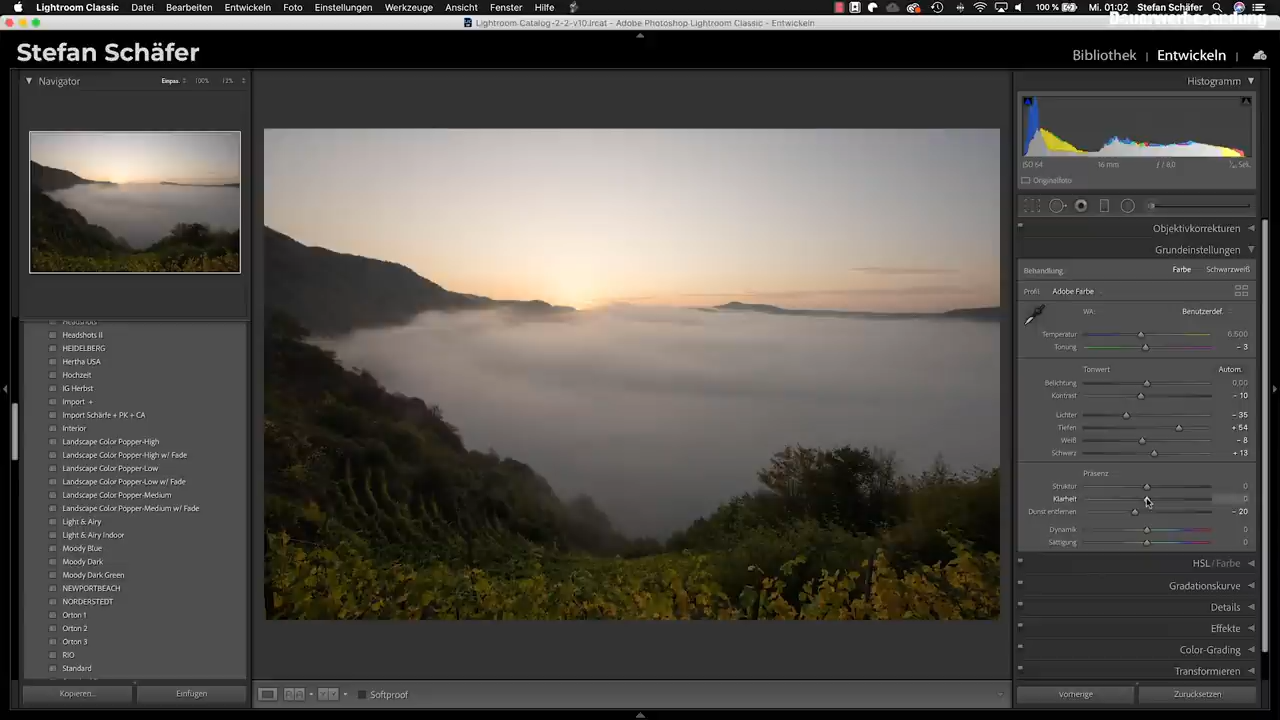 Lightroom Classic Datei Bearbeiten Entwickeln Foto Einstellungen Werkzeuge Ansicht Fenster Hilfe 100 % Mi. 01:02 Stefan Schäfer
Lightroom-Catalog-2-2-v10.lrcat - Adobe Photoshop Lightroom Classic - Entwickeln
Dauerwerbesendung
Stefan Schäfer
Bibliothek | Entwickeln |
Navigator Einpas. 100%
Histogramm
ISO 64 16 mm f / 8,0
Originalfoto
Objektivkorrekturen
Grundeinstellungen
Behandlung: Farbe Schwarzweiß
Profil Adobe Farbe
WA: Benutzerdef.
Temperatur 6.500
Tonung - 3
Tonwert Autom.
Belichtung 0,00
Kontrast - 10
Lichter - 35
Tiefen + 54
Weiß - 8
Schwarz + 13
Präsenz
Struktur 0
Klarheit 0
Dunst entfernen - 20
Dynamik 0
Sättigung 0
HSL / Farbe
Gradationskurve
Details
Effekte
Color-Grading
Transformieren
Vorherige Zurücksetzen
Headshots
Headshots II
HEIDELBERG
Hertha USA
Hochzeit
IG Herbst
Import +
Import Schärfe + PK + CA
Interior
Landscape Color Popper-High
Landscape Color Popper-High w/ Fade
Landscape Color Popper-Low
Landscape Color Popper-Low w/ Fade
Landscape Color Popper-Medium
Landscape Color Popper-Medium w/ Fade
Light & Airy
Light & Airy Indoor
Moody Blue
Moody Dark
Moody Dark Green
NEWPORTBEACH
NORDERSTEDT
Orton 1
Orton 2
Orton 3
RIO
Standard
Kopieren... Einfügen
Softproof